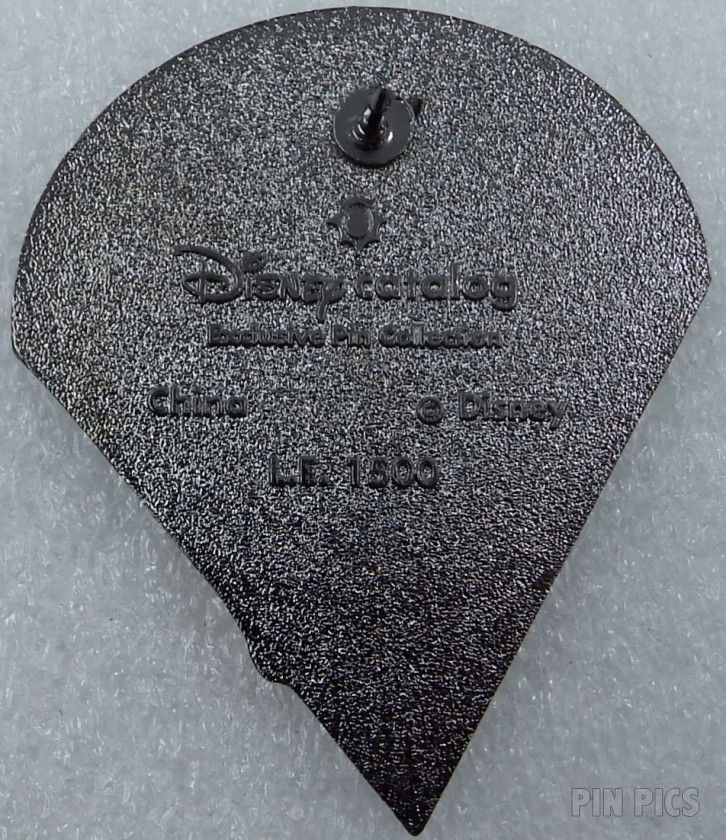 Disney catalog
Exclusive Pin Collection
China © Disney
L.E. 1500
PIN PICS